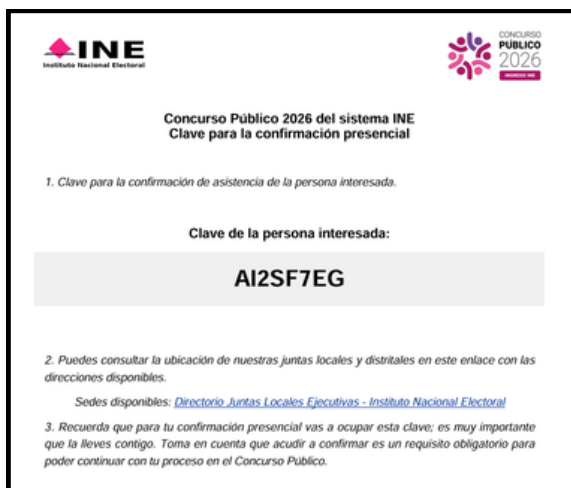 INE
Instituto Nacional Electoral
CONCURSO
PÚBLICO
2026
INGRESO INE
Concurso Público 2026 del sistema INE
Clave para la confirmación presencial
1. Clave para la confirmación de asistencia de la persona interesada.
Clave de la persona interesada:
AI2SF7EG
2. Puedes consultar la ubicación de nuestras juntas locales y distritales en este enlace con las
direcciones disponibles.
Sedes disponibles: Directorio Juntas Locales Ejecutivas - Instituto Nacional Electoral
3. Recuerda que para tu confirmación presencial vas a ocupar esta clave; es muy importante
que la lleves contigo. Toma en cuenta que acudir a confirmar es un requisito obligatorio para
poder continuar con tu proceso en el Concurso Público.